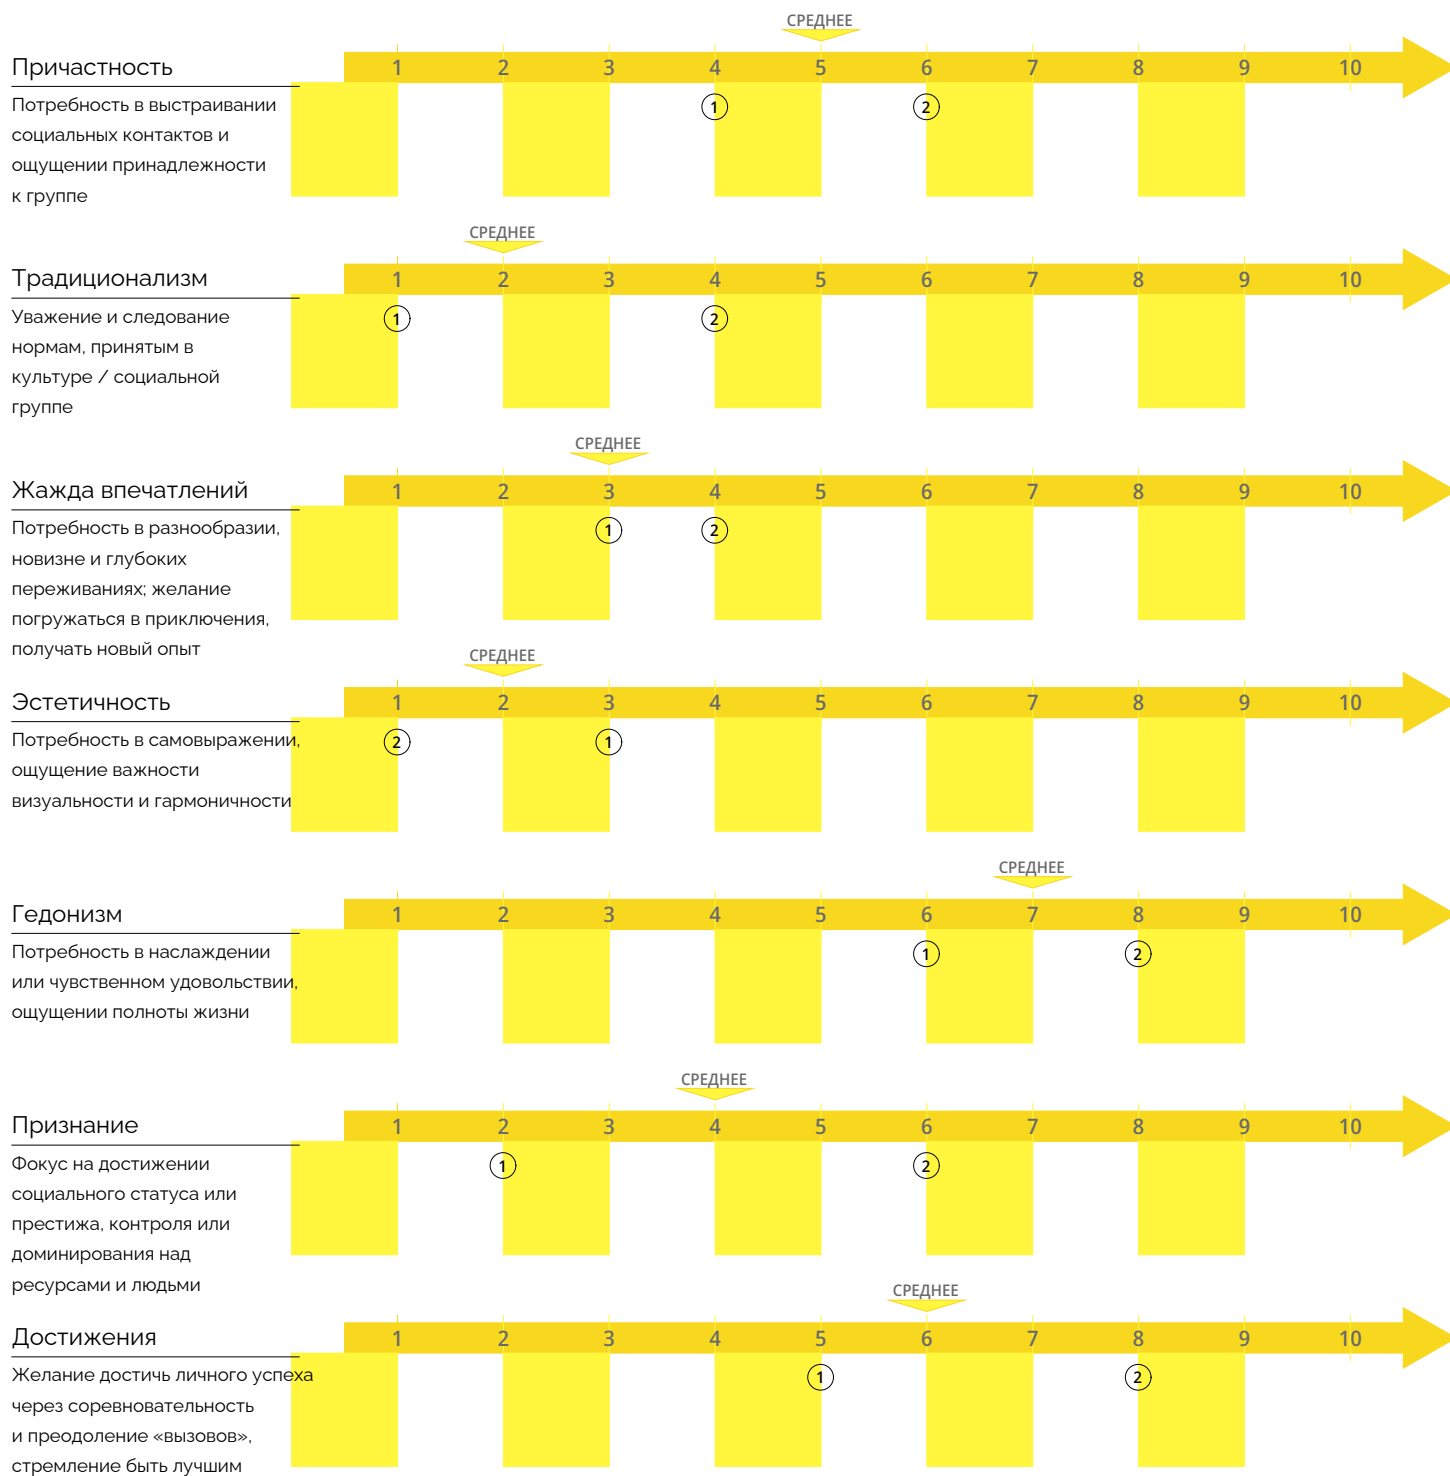 СРЕДНЕЕ
Причастность
1 2 3 4 5 6 7 8 9 10
Потребность в выстраивании
социальных контактов и
ощущении принадлежности
к группе
1 2
СРЕДНЕЕ
Традиционализм
1 2 3 4 5 6 7 8 9 10
Уважение и следование
нормам, принятым в
культуре / социальной
группе
1 2
СРЕДНЕЕ
Жажда впечатлений
1 2 3 4 5 6 7 8 9 10
Потребность в разнообразии,
новизне и глубоких
переживаниях; желание
погружаться в приключения,
получать новый опыт
1 2
СРЕДНЕЕ
Эстетичность
1 2 3 4 5 6 7 8 9 10
Потребность в самовыражении,
ощущение важности
визуальности и гармоничности
2 1
СРЕДНЕЕ
Гедонизм
1 2 3 4 5 6 7 8 9 10
Потребность в наслаждении
или чувственном удовольствии,
ощущении полноты жизни
1 2
СРЕДНЕЕ
Признание
1 2 3 4 5 6 7 8 9 10
Фокус на достижении
социального статуса или
престижа, контроля или
доминирования над
ресурсами и людьми
1 2
СРЕДНЕЕ
Достижения
1 2 3 4 5 6 7 8 9 10
Желание достичь личного успеха
через соревновательность
и преодоление «вызовов»,
стремление быть лучшим
1 2